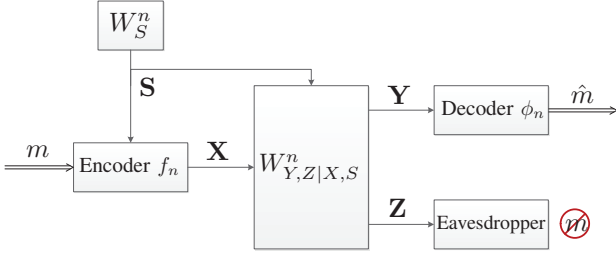 W_S^n
S
m
Encoder f_n
X
W^n_{Y,Z|X,S}
Y
Decoder ϕ_n
m̂
Z
Eavesdropper
m